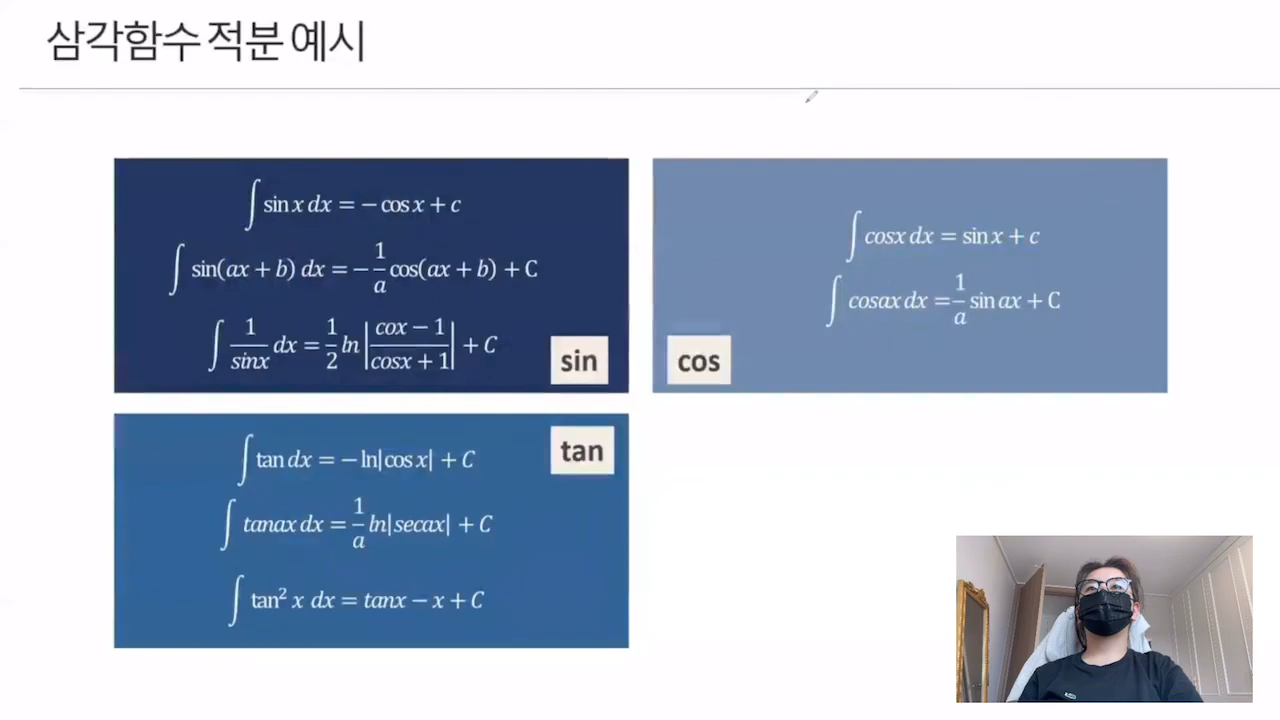 삼각함수 적분 예시
∫ sin x dx = − cos x + c
∫ sin(ax + b) dx = − 1/a cos(ax + b) + C
∫ 1/sinx dx = 1/2 ln |cox − 1/cosx + 1| + C
sin
∫ cosx dx = sin x + c
∫ cosax dx = 1/a sin ax + C
cos
tan
∫ tan dx = − ln|cos x| + C
∫ tanax dx = 1/a ln|secax| + C
∫ tan² x dx = tanx − x + C